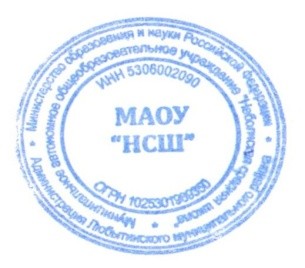 Министерство образования и науки Российской Федерации
Администрация Любытинского муниципального района
Муниципальное автономное общеобразовательное учреждение "Неболчская средняя школа"
ИНН 5306002090
МАОУ
"НСШ"
ОГРН